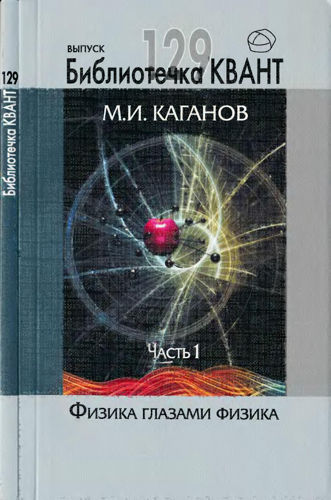 129
Библиотечка КВАНТ
ВЫПУСК
129
Библиотечка КВАНТ
М.И. КАГАНОВ
ЧАСТЬ 1
ФИЗИКА ГЛАЗАМИ ФИЗИКА